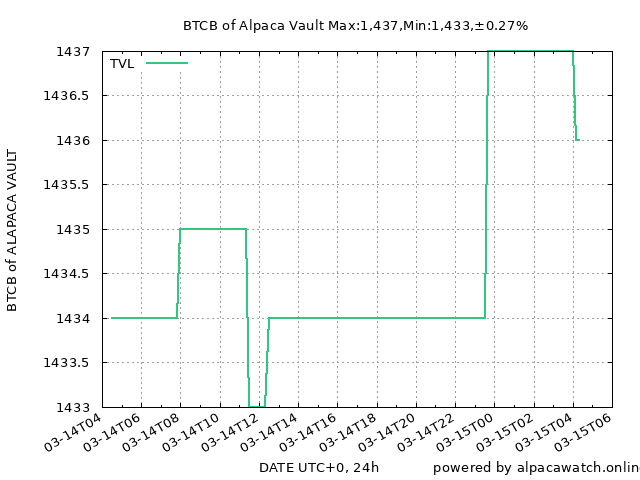 BTCB of Alpaca Vault Max:1,437,Min:1,433,±0.27%
TVL
1437
1436.5
1436
1435.5
1435
1434.5
1434
1433.5
1433
BTCB of ALAPACA VAULT
03-14T04
03-14T06
03-14T08
03-14T10
03-14T12
03-14T14
03-14T16
03-14T18
03-14T20
03-14T22
03-15T00
03-15T02
03-15T04
03-15T06
DATE UTC+0, 24h
powered by alpacawatch.onlin